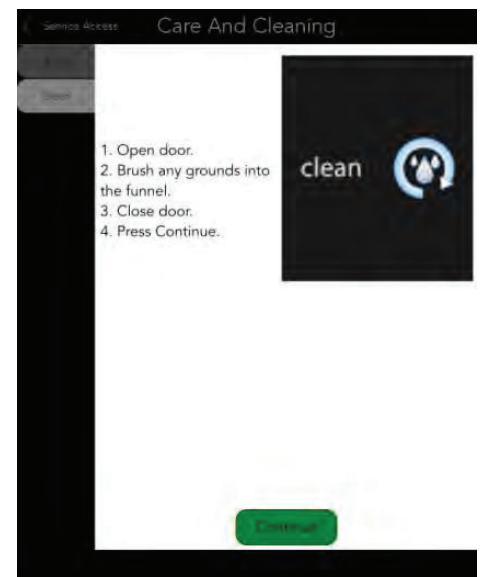 Service Access
Care And Cleaning
1. Open door.
2. Brush any grounds into
the funnel.
3. Close door.
4. Press Continue.
clean
Continue